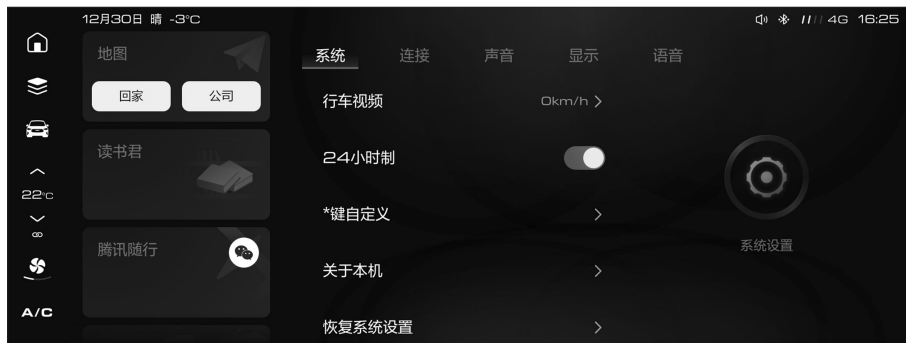 12月30日 晴 -3°C
4G 16:25
地图
回家
公司
读书君
腾讯随行
22°C
A/C
系统
连接
声音
显示
语音
行车视频
0km/h
24小时制
*键自定义
关于本机
恢复系统设置
系统设置